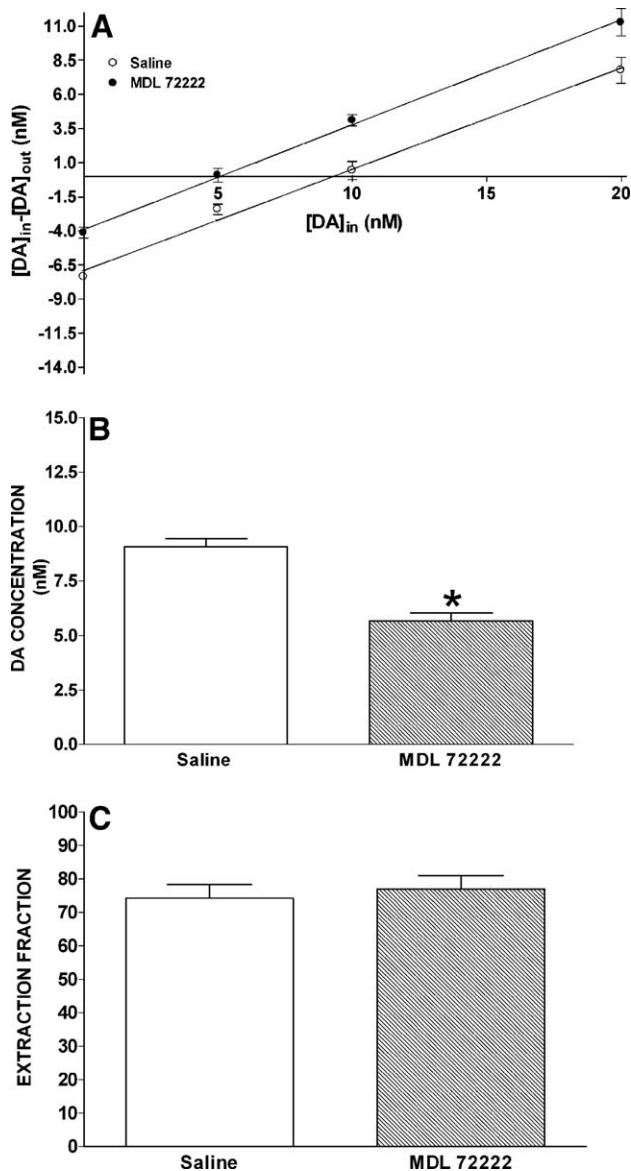 A
Saline
MDL 72222
[DA]in-[DA]out (nM)
11.0
8.5
6.0
3.5
1.0
-1.5
-4.0
-6.5
-9.0
-11.5
-14.0
5
10
15
20
[DA]in (nM)
B
DA CONCENTRATION
(nM)
15.0
12.5
10.0
7.5
5.0
2.5
0.0
*
Saline
MDL 72222
C
EXTRACTION FRACTION
100
90
80
70
60
50
40
30
20
10
0
Saline
MDL 72222